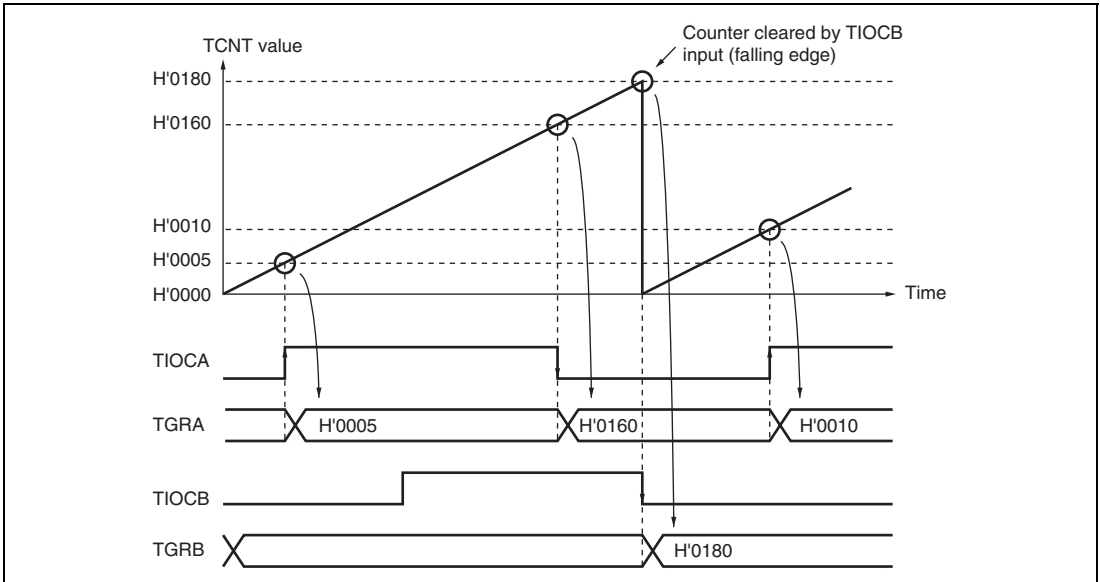 Counter cleared by TIOCB
input (falling edge)
TCNT value
H'0180
H'0160
H'0010
H'0005
H'0000
Time
TIOCA
TGRA
H'0005
H'0160
H'0010
TIOCB
TGRB
H'0180